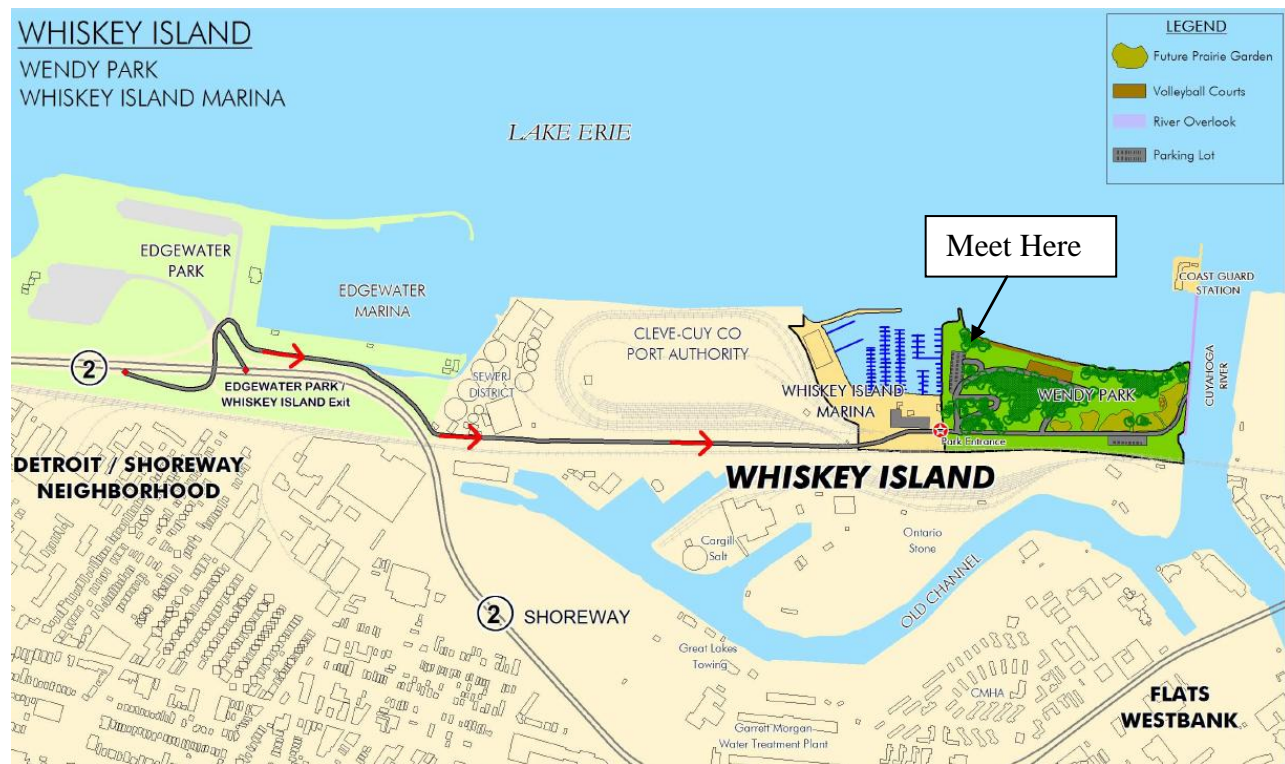 WHISKEY ISLAND
WENDY PARK
WHISKEY ISLAND MARINA
LEGEND
Future Prairie Garden
Volleyball Courts
River Overlook
Parking Lot
LAKE ERIE
Meet Here
EDGEWATER
PARK
EDGEWATER
MARINA
COAST GUARD
STATION
CLEVE-CUY CO
PORT AUTHORITY
2
EDGEWATER PARK /
WHISKEY ISLAND Exit
SEWER
DISTRICT
WHISKEY ISLAND
MARINA
WENDY PARK
CUYAHOGA
RIVER
Park Entrance
DETROIT / SHOREWAY
NEIGHBORHOOD
WHISKEY ISLAND
Cargill
Salt
Ontario
Stone
OLD CHANNEL
2
SHOREWAY
Great Lakes
Towing
CMHA
FLATS
WESTBANK
Garrett Morgan
Water Treatment Plant